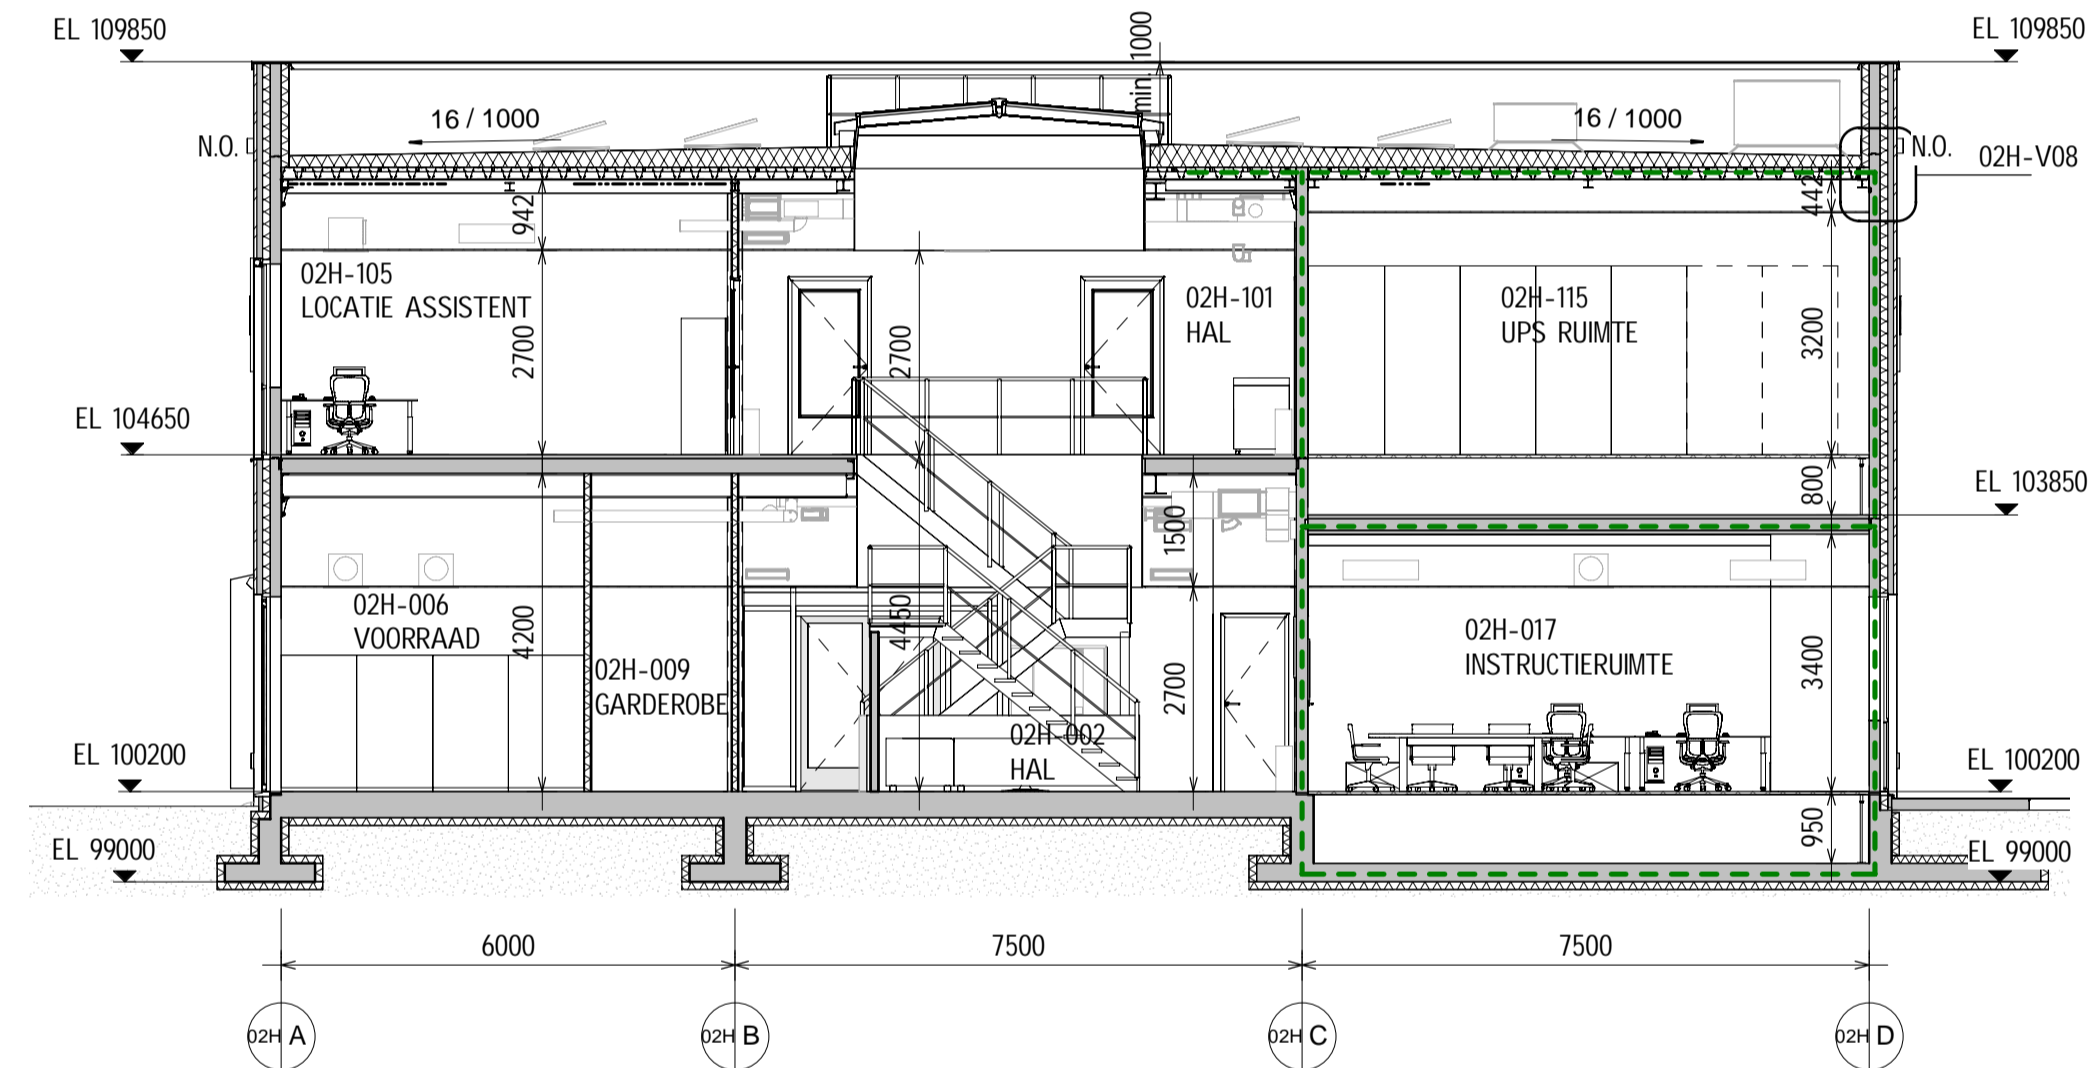 EL 109850
EL 109850
min. 1000
16 / 1000
16 / 1000
N.O.
N.O.
02H-V08
942
442
02H-105
LOCATIE ASSISTENT
2700
2700
02H-101
HAL
02H-115
UPS RUIMTE
3200
EL 104650
800
EL 103850
1500
02H-006
VOORRAAD
4200
02H-009
GARDEROBE
4450
2700
02H-002
HAL
02H-017
INSTRUCTIERUIMTE
3400
EL 100200
EL 100200
950
EL 99000
EL 99000
6000
7500
7500
02H A
02H B
02H C
02H D